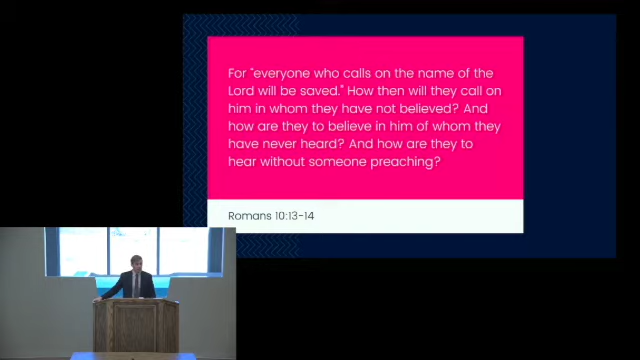 For "everyone who calls on the name of the
Lord will be saved." How then will they call on
him in whom they have not believed? And
how are they to believe in him of whom they
have never heard? And how are they to
hear without someone preaching?
Romans 10:13-14